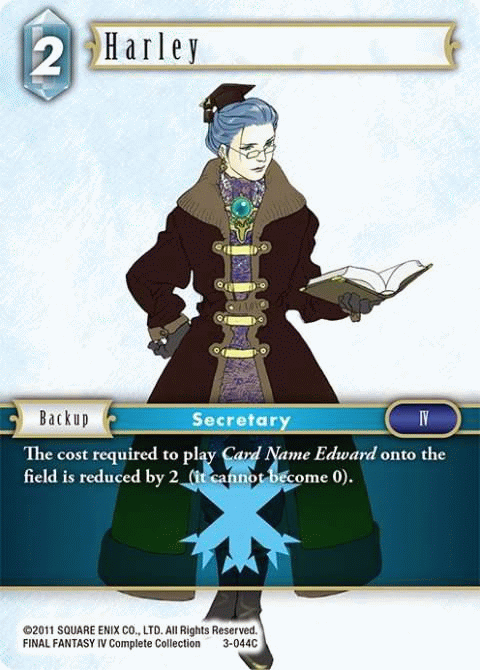 2
Harley
Backup
Secretary
IV
The cost required to play Card Name Edward onto the
field is reduced by 2  (it cannot become 0).
©2011 SQUARE ENIX CO., LTD. All Rights Reserved.
FINAL FANTASY IV Complete Collection 3-044C